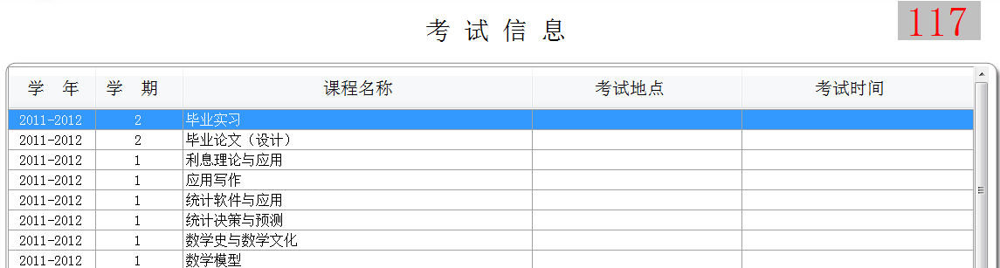 考 试 信 息
117
学 年 学 期 课程名称 考试地点 考试时间
2011-2012 2 毕业实习
2011-2012 2 毕业论文（设计）
2011-2012 1 利息理论与应用
2011-2012 1 应用写作
2011-2012 1 统计软件与应用
2011-2012 1 统计决策与预测
2011-2012 1 数学史与数学文化
2011-2012 1 数学模型